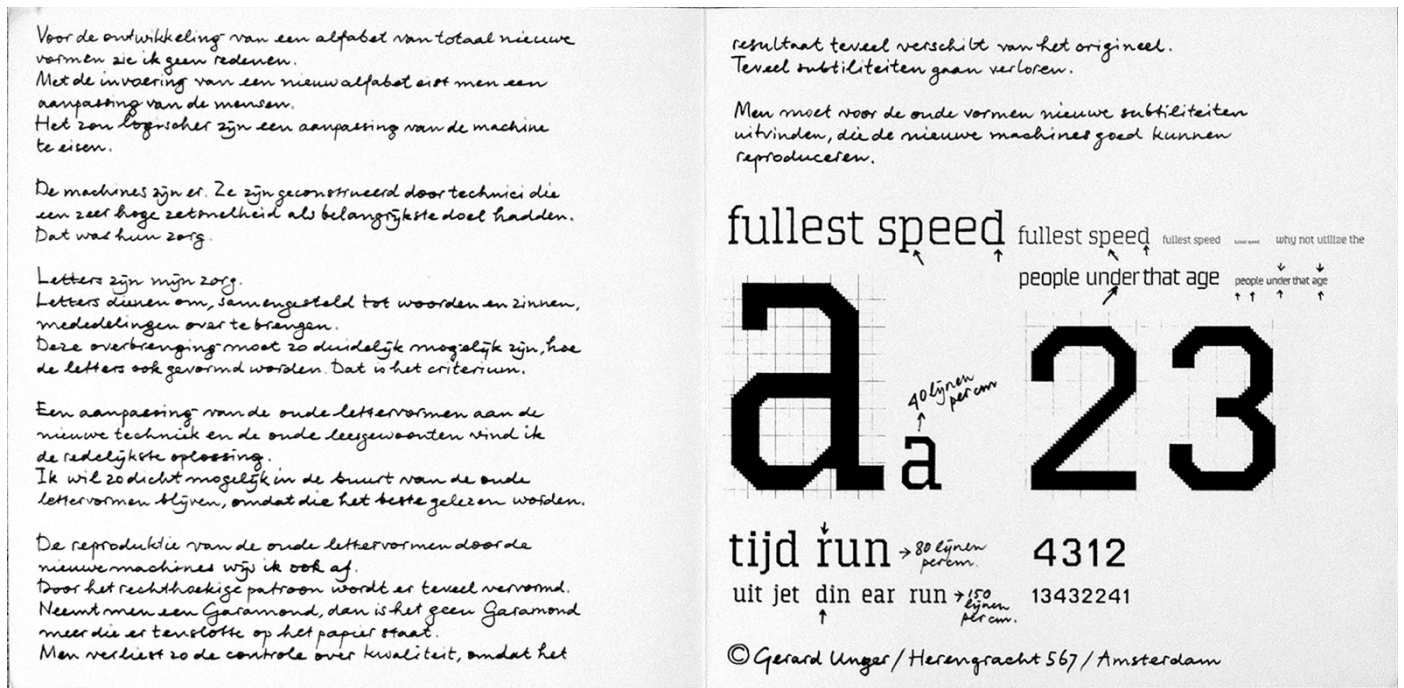 Voor de ontwikkeling van een alfabet van totaal nieuwe
vormen zie ik geen redenen.
Met de invoering van een nieuw alfabet eist men een
aanpassing van de mensen.
Het zou logischer zijn een aanpassing van de machine
te eisen.
De machines zijn er. Ze zijn geconstrueerd door technici die
een zeer hoge zetsnelheid als belangrijkste doel hadden.
Dat was hun zorg.
Letters zijn mijn zorg.
Letters dienen om, samengesteld tot woorden en zinnen,
mededelingen over te brengen.
Deze overbrenging moet zo duidelijk mogelijk zijn, hoe
de letters ook gevormd worden. Dat is het criterium.
Een aanpassing van de oude lettervormen aan de
nieuwe techniek en de oude leesgewoonten vind ik
de redelijkste oplossing.
Ik wil zo dicht mogelijk in de buurt van de oude
lettervormen blijven, omdat die het beste gelezen worden.
De reproduktie van de oude lettervormen door de
nieuwe machines wijs ik ook af.
Door het rechthoekige patroon wordt er teveel vervormd.
Neemt men een Garamond, dan is het geen Garamond
meer die er tenslotte op het papier staat.
Men verliest zo de controle over kwaliteit, omdat het
resultaat teveel verschilt van het origineel.
Teveel subtiliteiten gaan verloren.
Men moet voor de oude vormen nieuwe subtiliteiten
uitvinden, die de nieuwe machines goed kunnen
reproduceren.
fullest speed fullest speed fullest speed fullest speed why not utilize the
people under that age people under that age
a a 40 lijnen per cm 23
tijd run → 80 lijnen per cm. 4312
uit jet din ear run → 150 lijnen per cm. 13432241
© Gerard Unger / Herengracht 567 / Amsterdam